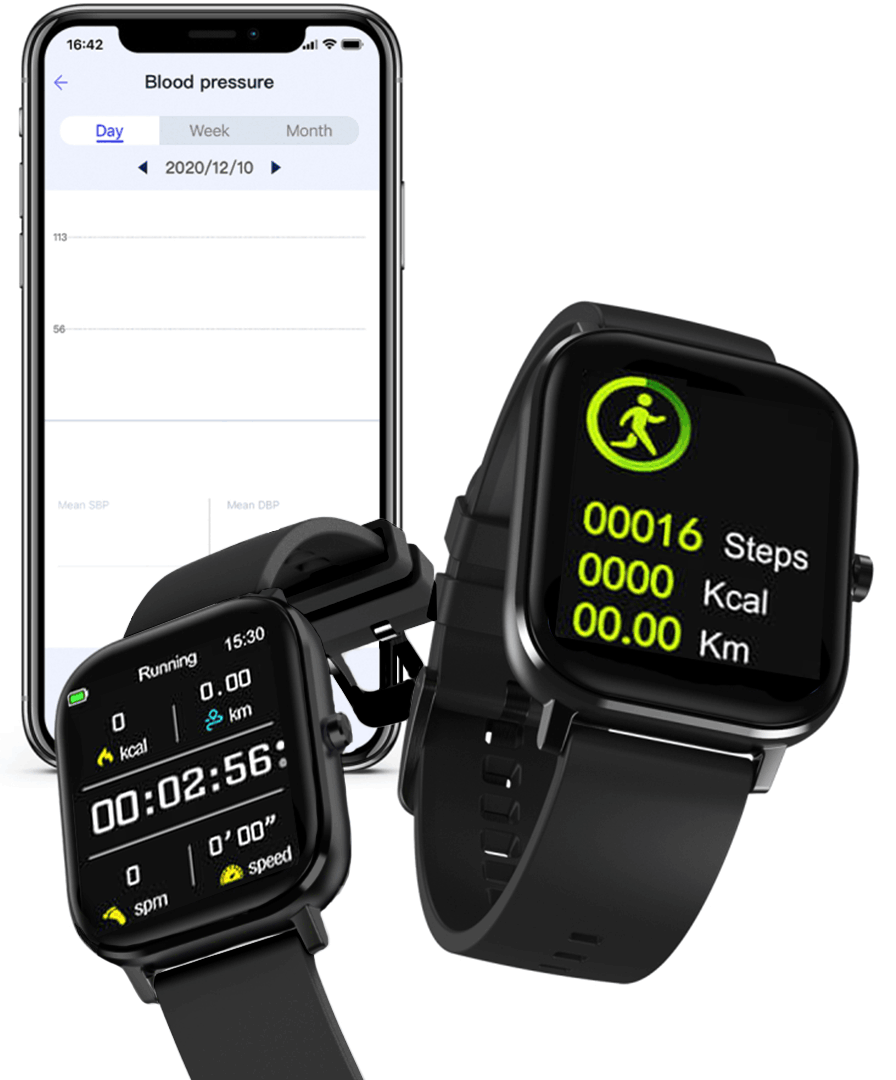 16:42
Blood pressure
Day Week Month
2020/12/10
113
56
Mean SBP Mean DBP
00016 Steps
0000 Kcal
00.00 Km
Running 15:30
0 0.00
kcal km
00:02:56
0 0'00"
spm speed